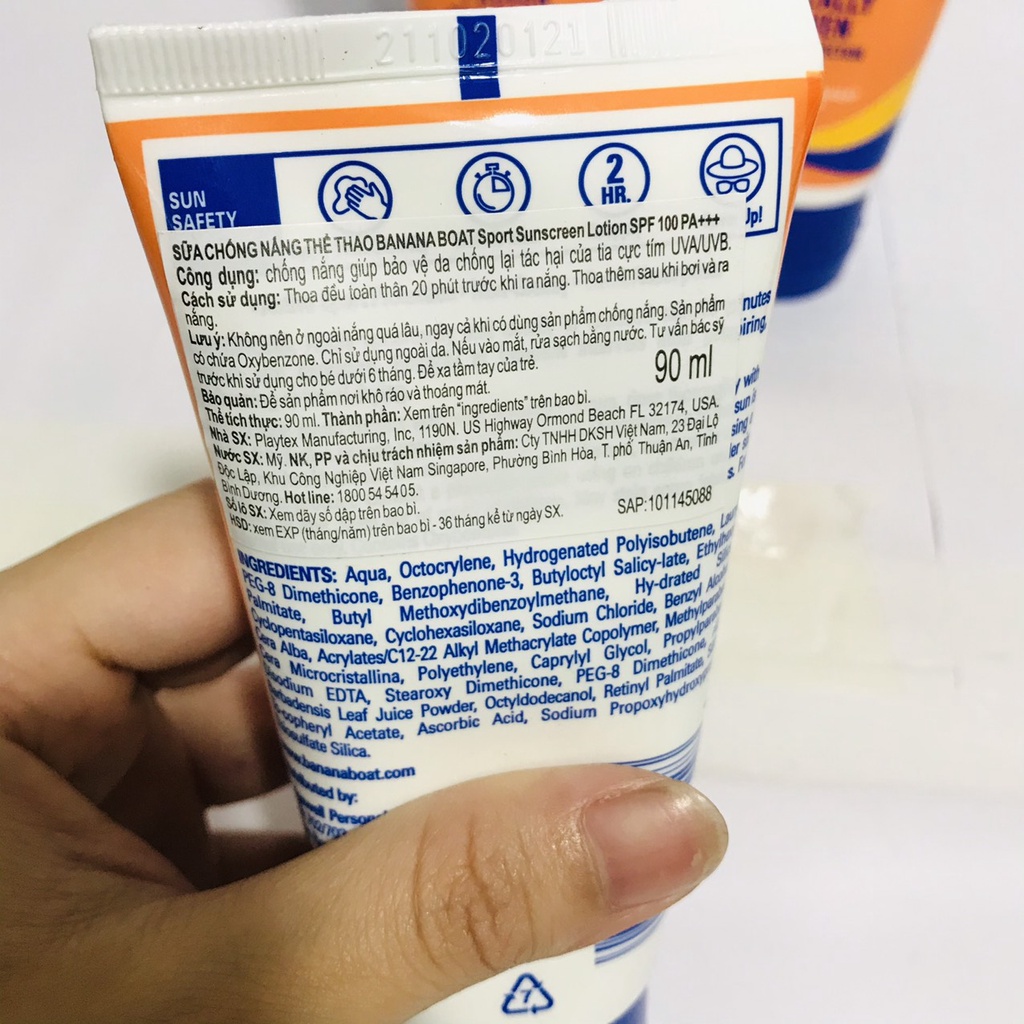 211020121
SUN
SAFETY
2
HR.
Up!
SỮA CHỐNG NẮNG THỂ THAO BANANA BOAT Sport Sunscreen Lotion SPF 100 PA+++
Công dụng: chống nắng giúp bảo vệ da chống lại tác hại của tia cực tím UVA/UVB.
Cách sử dụng: Thoa đều toàn thân 20 phút trước khi ra nắng. Thoa thêm sau khi bơi và ra
nắng.
Lưu ý: Không nên ở ngoài nắng quá lâu, ngay cả khi có dùng sản phẩm chống nắng. Sản phẩm
có chứa Oxybenzone. Chỉ sử dụng ngoài da. Nếu vào mắt, rửa sạch bằng nước. Tư vấn bác sỹ
trước khi sử dụng cho bé dưới 6 tháng. Để xa tầm tay của trẻ.
Bảo quản: Để sản phẩm nơi khô ráo và thoáng mát.
90 ml
Thể tích thực: 90 ml. Thành phần: Xem trên "ingredients" trên bao bì.
Nhà SX: Playtex Manufacturing, Inc, 1190N. US Highway Ormond Beach FL 32174, USA.
Nước SX: Mỹ. NK, PP và chịu trách nhiệm sản phẩm: Cty TNHH DKSH Việt Nam, 23 Đại Lộ
Độc Lập, Khu Công Nghiệp Việt Nam Singapore, Phường Bình Hòa, T.phố Thuận An, Tỉnh
Bình Dương. Hot line: 1800 54 54 05.
Số lô SX: Xem dãy số dập trên bao bì.
HSD: xem EXP (tháng/năm) trên bao bì - 36 tháng kể từ ngày SX.
SAP:101145088
INGREDIENTS: Aqua, Octocrylene, Hydrogenated Polyisobutene,
PEG-8 Dimethicone, Benzophenone-3, Butyloctyl Salicy-late,
Palmitate, Butyl Methoxydibenzoylmethane, Hy-drated
Cyclopentasiloxane, Cyclohexasiloxane, Sodium Chloride, Benzyl
Cera Alba, Acrylates/C12-22 Alkyl Methacrylate Copolymer,
Cera Microcristallina, Polyethylene, Caprylyl Glycol,
EDTA, Stearoxy Dimethicone, PEG-8 Dimethicone,
Leaf Juice Powder, Octyldodecanol, Retinyl Palmitate,
Acetate, Ascorbic Acid, Sodium
Silica.
www.bananaboat.com
by:
7